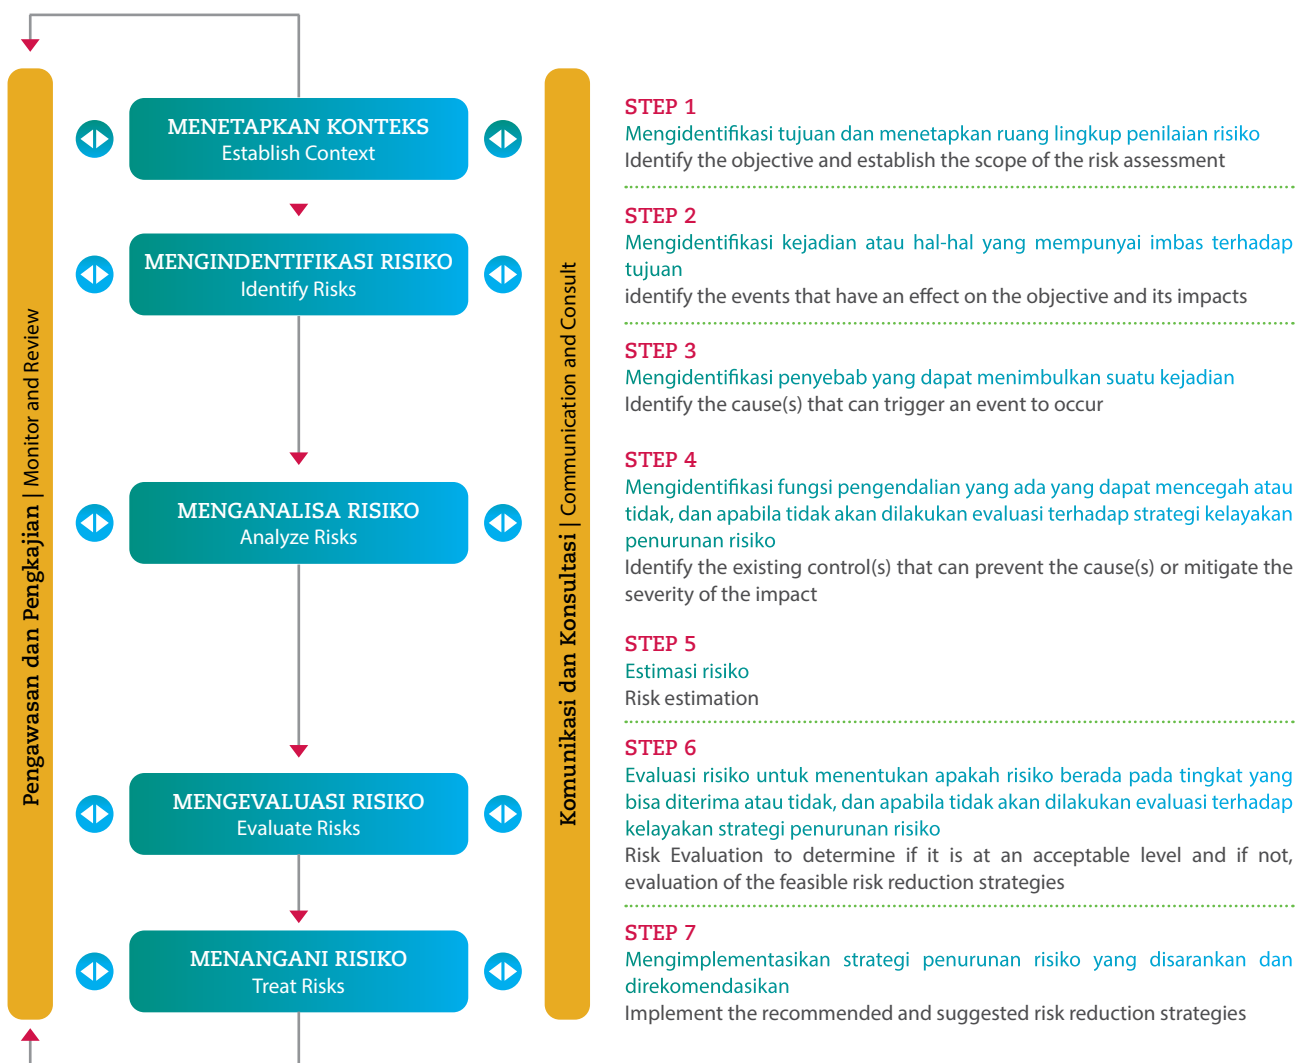 Pengawasan dan Pengkajian | Monitor and Review
MENETAPKAN KONTEKS
Establish Context
MENGINDENTIFIKASI RISIKO
Identify Risks
MENGANALISA RISIKO
Analyze Risks
MENGEVALUASI RISIKO
Evaluate Risks
MENANGANI RISIKO
Treat Risks
Komunikasi dan Konsultasi | Communication and Consult
STEP 1
Mengidentifikasi tujuan dan menetapkan ruang lingkup penilaian risiko
Identify the objective and establish the scope of the risk assessment
STEP 2
Mengidentifikasi kejadian atau hal-hal yang mempunyai imbas terhadap
tujuan
identify the events that have an effect on the objective and its impacts
STEP 3
Mengidentifikasi penyebab yang dapat menimbulkan suatu kejadian
Identify the cause(s) that can trigger an event to occur
STEP 4
Mengidentifikasi fungsi pengendalian yang ada yang dapat mencegah atau
tidak, dan apabila tidak akan dilakukan evaluasi terhadap strategi kelayakan
penurunan risiko
Identify the existing control(s) that can prevent the cause(s) or mitigate the
severity of the impact
STEP 5
Estimasi risiko
Risk estimation
STEP 6
Evaluasi risiko untuk menentukan apakah risiko berada pada tingkat yang
bisa diterima atau tidak, dan apabila tidak akan dilakukan evaluasi terhadap
kelayakan strategi penurunan risiko
Risk Evaluation to determine if it is at an acceptable level and if not,
evaluation of the feasible risk reduction strategies
STEP 7
Mengimplementasikan strategi penurunan risiko yang disarankan dan
direkomendasikan
Implement the recommended and suggested risk reduction strategies